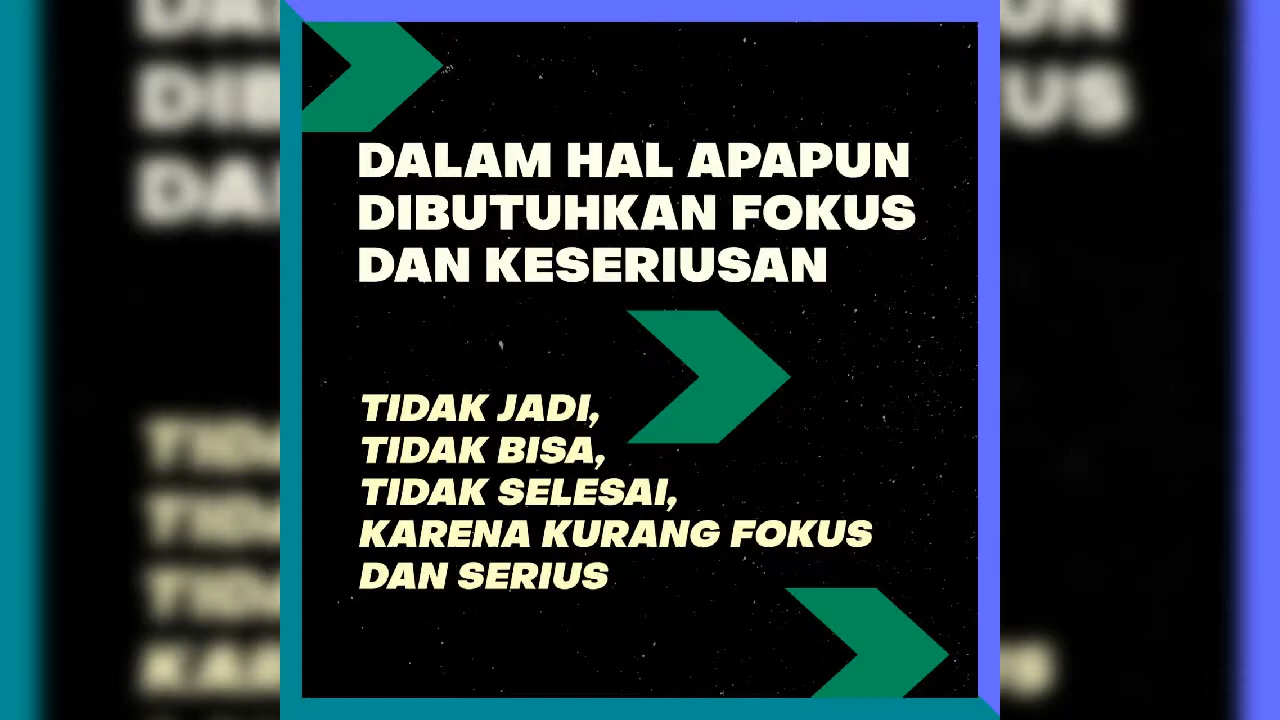 DALAM HAL APAPUN
DIBUTUHKAN FOKUS
DAN KESERIUSAN
TIDAK JADI,
TIDAK BISA,
TIDAK SELESAI,
KARENA KURANG FOKUS
DAN SERIUS